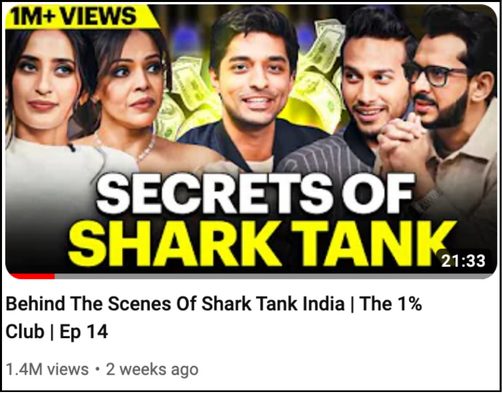 1M+ VIEWS
SECRETS OF
SHARK TANK
21:33
Behind The Scenes Of Shark Tank India | The 1%
Club | Ep 14
1.4M views • 2 weeks ago